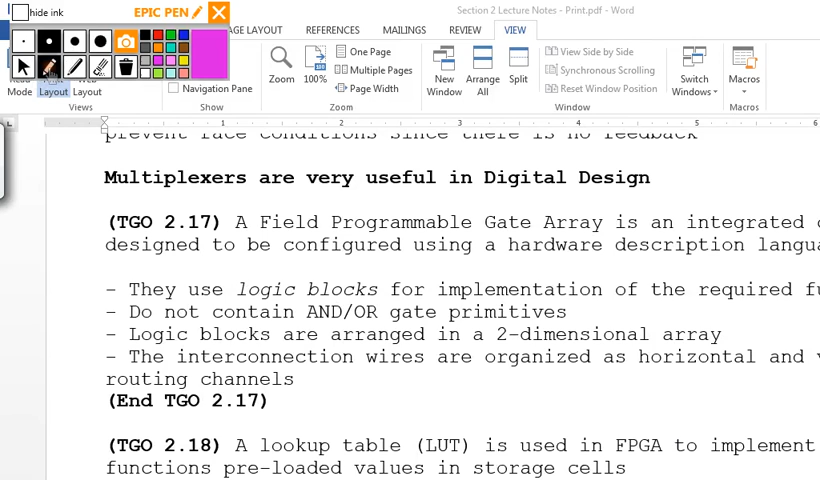 Section 2 Lecture Notes - Print.pdf - Word
hide ink
EPIC PEN
AGE LAYOUT REFERENCES MAILINGS REVIEW VIEW
Mode
Layout
Layout
Views
Navigation Pane
Show
Zoom
100%
One Page
Multiple Pages
Page Width
Zoom
New Window
Arrange All
Split
View Side by Side
Synchronous Scrolling
Reset Window Position
Window
Switch Windows
Macros
Macros
1 2 3 4 5 6
prevent race conditions since there is no feedback
Multiplexers are very useful in Digital Design
(TGO 2.17) A Field Programmable Gate Array is an integrated
designed to be configured using a hardware description
- They use logic blocks for implementation of the required
- Do not contain AND/OR gate primitives
- Logic blocks are arranged in a 2-dimensional array
- The interconnection wires are organized as horizontal and
routing channels
(End TGO 2.17)
(TGO 2.18) A lookup table (LUT) is used in FPGA to implement
functions pre-loaded values in storage cells